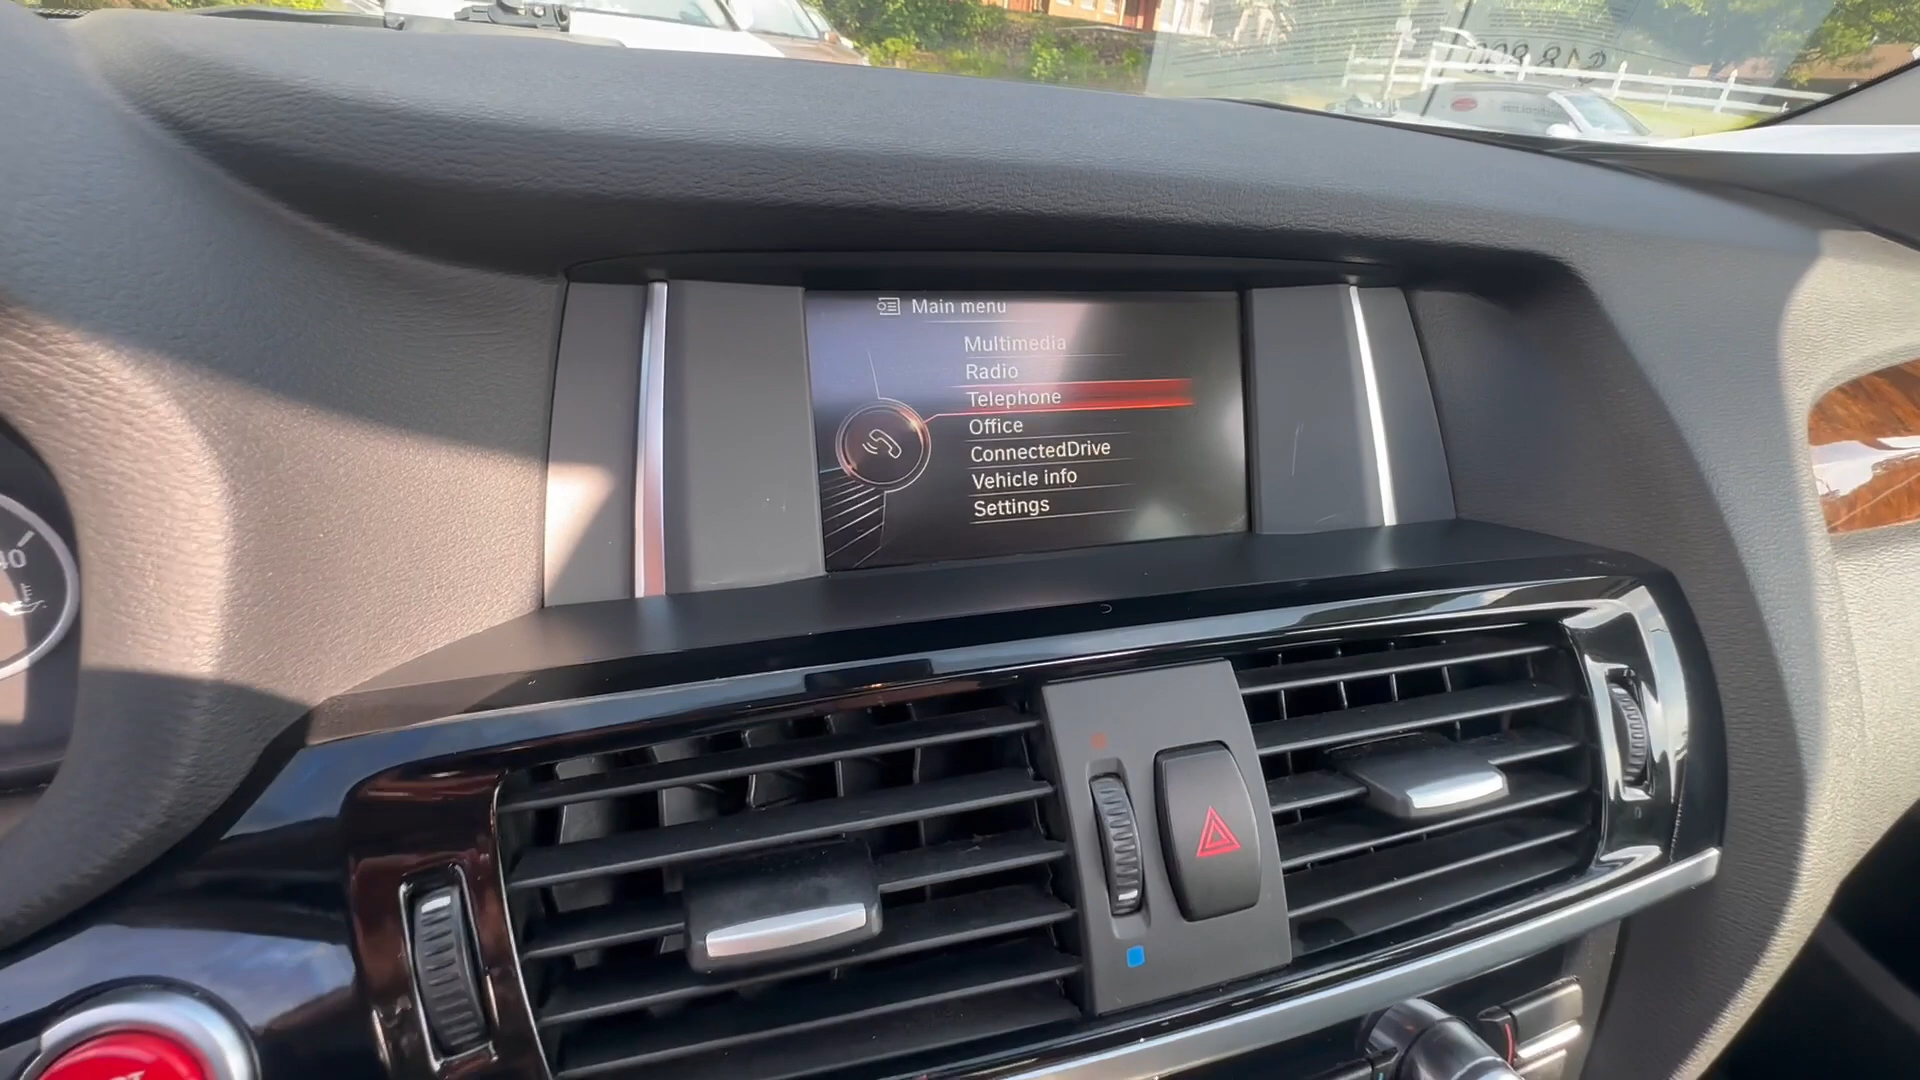 Main menu
Multimedia
Radio
Telephone
Office
ConnectedDrive
Vehicle info
Settings